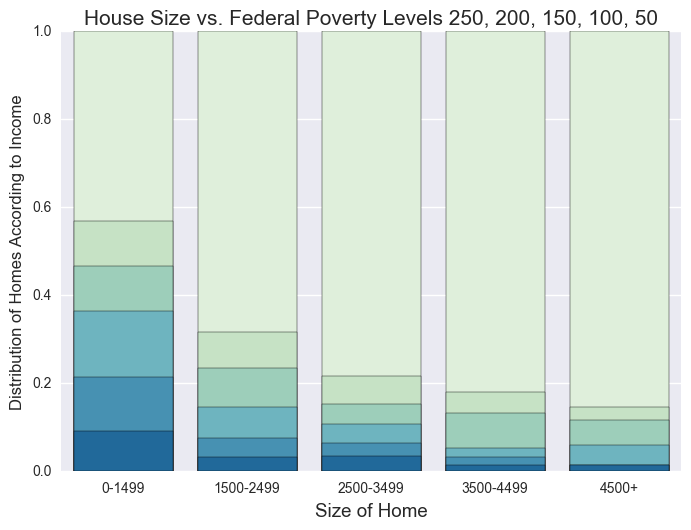 House Size vs. Federal Poverty Levels 250, 200, 150, 100, 50
Distribution of Homes According to Income
1.0
0.8
0.6
0.4
0.2
0.0
0-1499 1500-2499 2500-3499 3500-4499 4500+
Size of Home